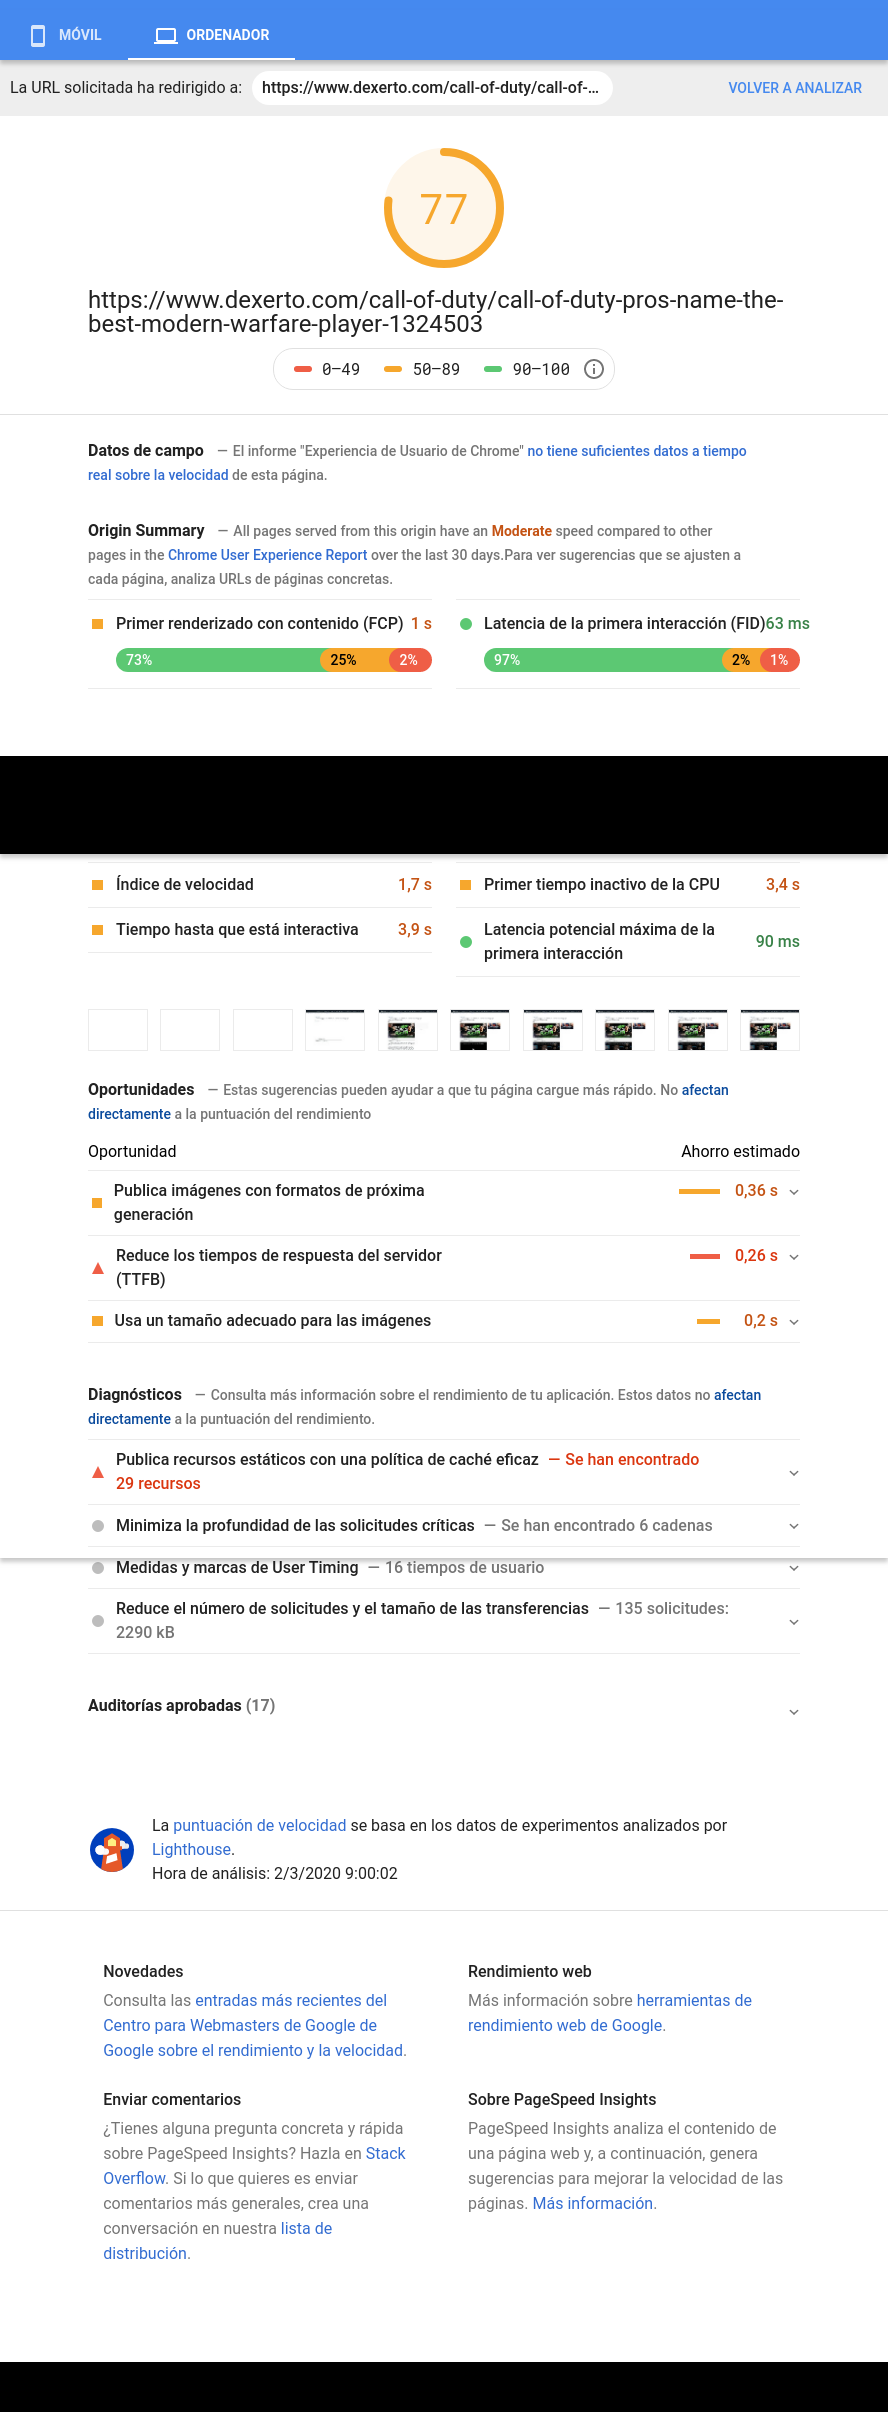 MÓVIL
ORDENADOR
La URL solicitada ha redirigido a: https://www.dexerto.com/call-of-duty/call-of-... VOLVER A ANALIZAR
77
https://www.dexerto.com/call-of-duty/call-of-duty-pros-name-the-
best-modern-warfare-player-1324503
0–49 50–89 90–100
Datos de campo — El informe "Experiencia de Usuario de Chrome" no tiene suficientes datos a tiempo
real sobre la velocidad de esta página.
Origin Summary — All pages served from this origin have an Moderate speed compared to other
pages in the Chrome User Experience Report over the last 30 days.Para ver sugerencias que se ajusten a
cada página, analiza URLs de páginas concretas.
Primer renderizado con contenido (FCP) 1 s
73% 25% 2%
Latencia de la primera interacción (FID) 63 ms
97% 2% 1%
Índice de velocidad 1,7 s
Primer tiempo inactivo de la CPU 3,4 s
Tiempo hasta que está interactiva 3,9 s
Latencia potencial máxima de la
primera interacción 90 ms
Oportunidades — Estas sugerencias pueden ayudar a que tu página cargue más rápido. No afectan
directamente a la puntuación del rendimiento
Oportunidad Ahorro estimado
Publica imágenes con formatos de próxima
generación 0,36 s
Reduce los tiempos de respuesta del servidor
(TTFB) 0,26 s
Usa un tamaño adecuado para las imágenes 0,2 s
Diagnósticos — Consulta más información sobre el rendimiento de tu aplicación. Estos datos no afectan
directamente a la puntuación del rendimiento.
Publica recursos estáticos con una política de caché eficaz — Se han encontrado
29 recursos
Minimiza la profundidad de las solicitudes críticas — Se han encontrado 6 cadenas
Medidas y marcas de User Timing — 16 tiempos de usuario
Reduce el número de solicitudes y el tamaño de las transferencias — 135 solicitudes:
2290 kB
Auditorías aprobadas (17)
La puntuación de velocidad se basa en los datos de experimentos analizados por
Lighthouse.
Hora de análisis: 2/3/2020 9:00:02
Novedades
Consulta las entradas más recientes del
Centro para Webmasters de Google de
Google sobre el rendimiento y la velocidad.
Rendimiento web
Más información sobre herramientas de
rendimiento web de Google.
Enviar comentarios
¿Tienes alguna pregunta concreta y rápida
sobre PageSpeed Insights? Hazla en Stack
Overflow. Si lo que quieres es enviar
comentarios más generales, crea una
conversación en nuestra lista de
distribución.
Sobre PageSpeed Insights
PageSpeed Insights analiza el contenido de
una página web y, a continuación, genera
sugerencias para mejorar la velocidad de las
páginas. Más información.